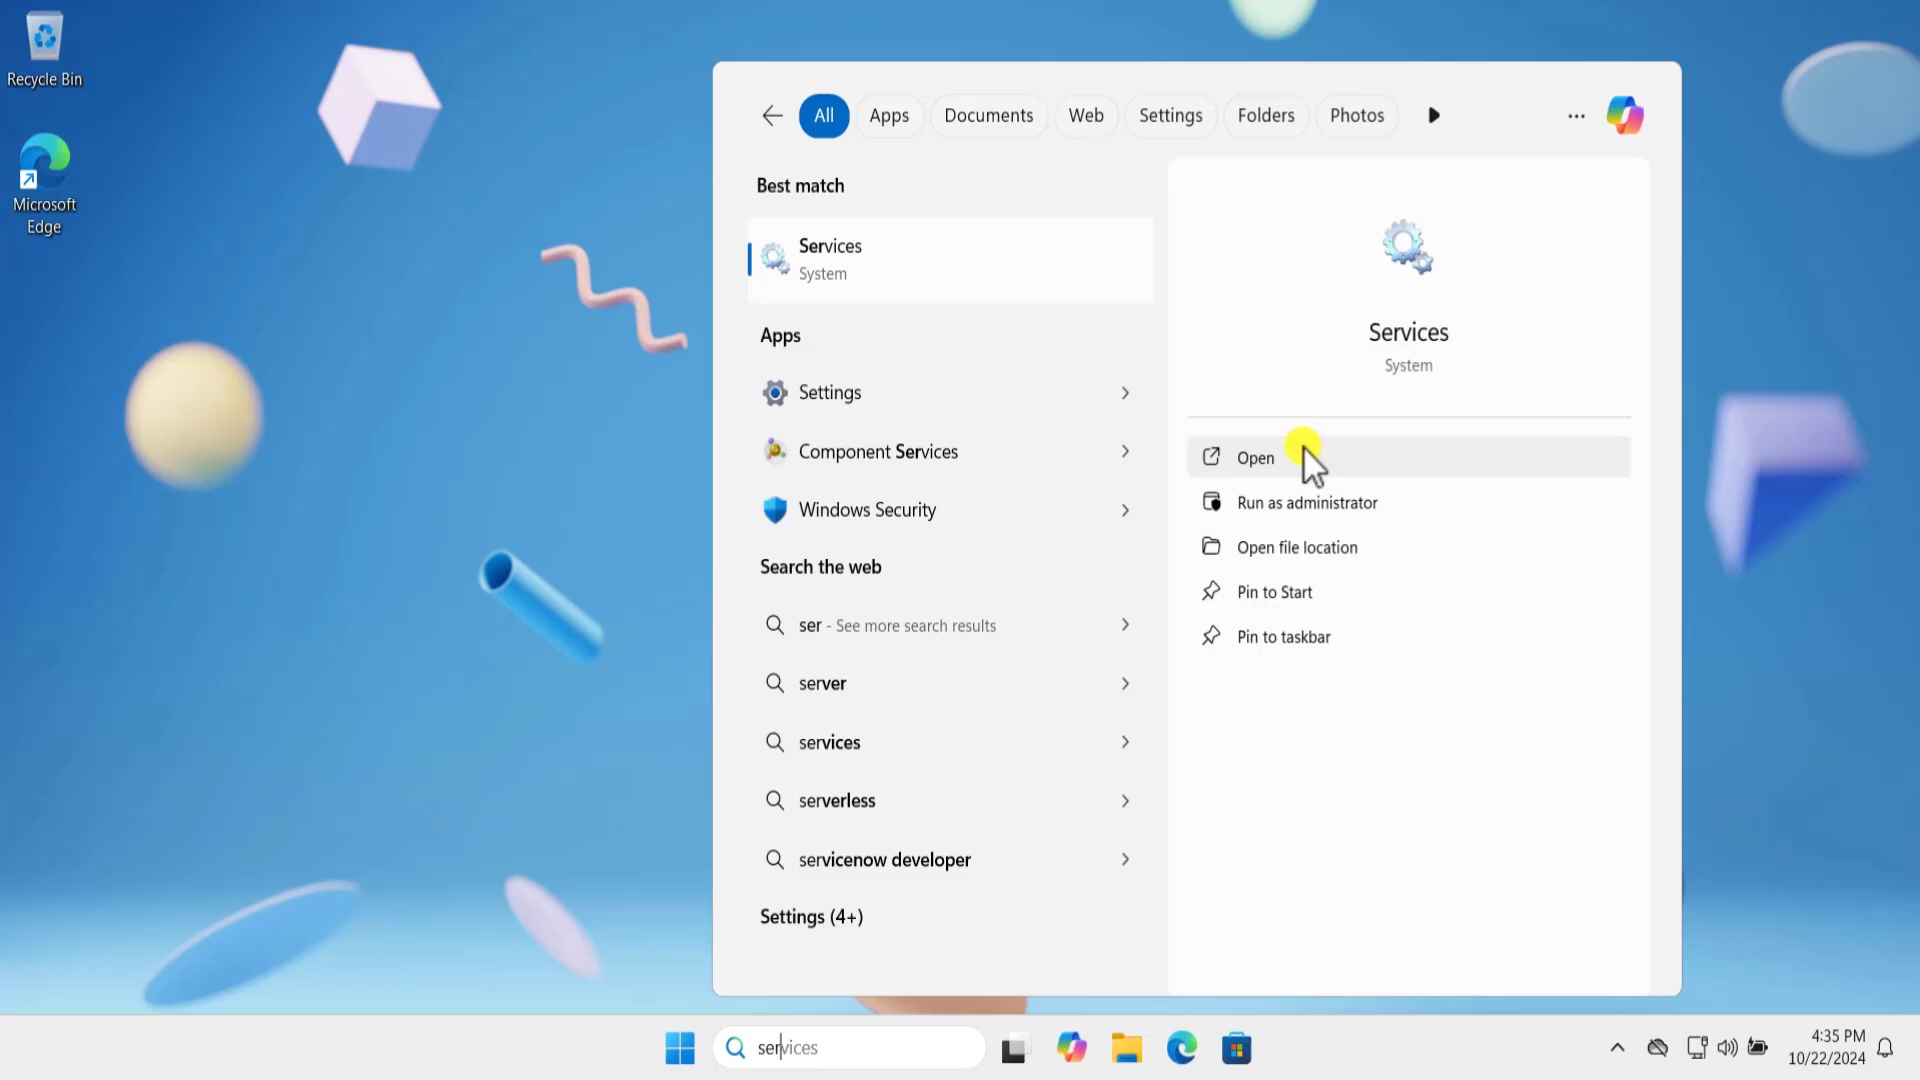 Recycle Bin
Microsoft
Edge
All
Apps
Documents
Web
Settings
Folders
Photos
Best match
Services
System
Apps
Settings
Component Services
Windows Security
Search the web
ser - See more search results
server
services
serverless
servicenow developer
Settings (4+)
Services
System
Open
Run as administrator
Open file location
Pin to Start
Pin to taskbar
services
4:35 PM
10/22/2024